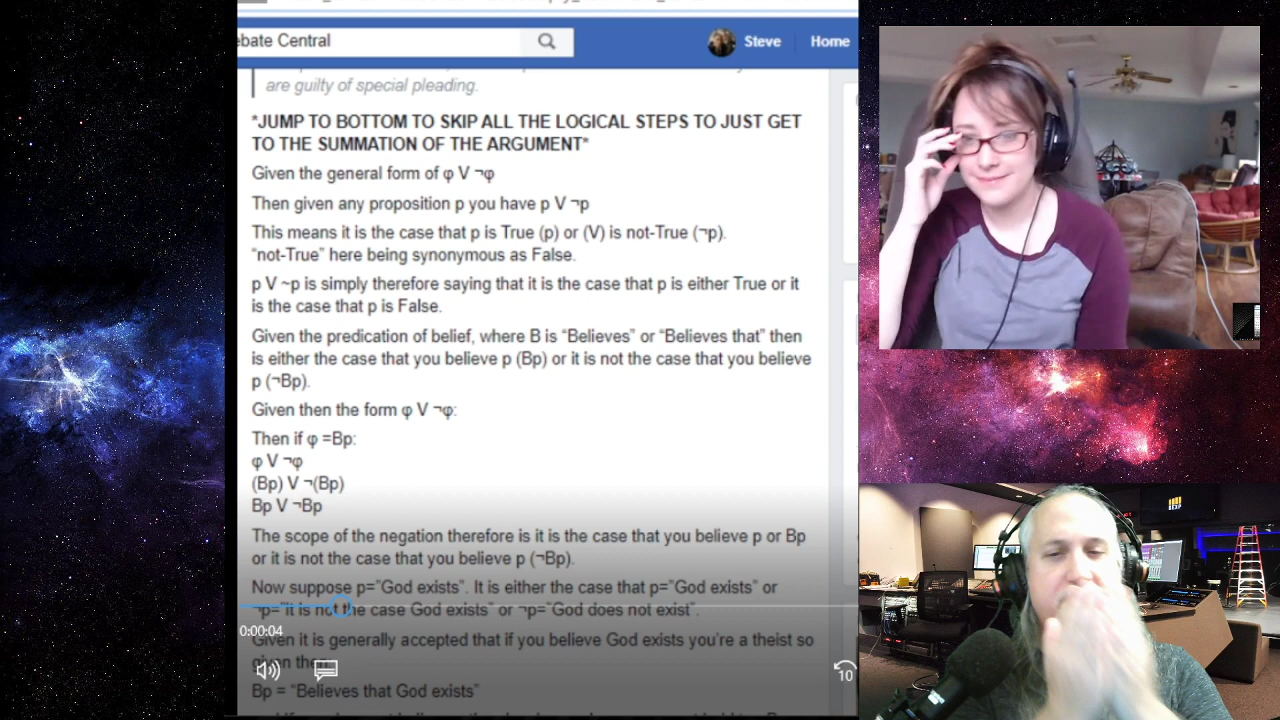 ebate Central
Steve
Home
are guilty of special pleading.
*JUMP TO BOTTOM TO SKIP ALL THE LOGICAL STEPS TO JUST GET
TO THE SUMMATION OF THE ARGUMENT*
Given the general form of φ V ¬φ
Then given any proposition p you have p V ¬p
This means it is the case that p is True (p) or (V) is not-True (¬p).
“not-True” here being synonymous as False.
p V ~p is simply therefore saying that it is the case that p is either True or it
is the case that p is False.
Given the predication of belief, where B is “Believes” or “Believes that” then
is either the case that you believe p (Bp) or it is not the case that you believe
p (¬Bp).
Given then the form φ V ¬φ:
Then if φ =Bp:
φ V ¬φ
(Bp) V ¬(Bp)
Bp V ¬Bp
The scope of the negation therefore is it is the case that you believe p or Bp
or it is not the case that you believe p (¬Bp).
Now suppose p=”God exists”. It is either the case that p=”God exists” or
¬p=”it is not the case God exists” or ¬p=”God does not exist”.
0:00:04
Given it is generally accepted that if you believe God exists you’re a theist so
given then
10
Bp = “Believes that God exists”